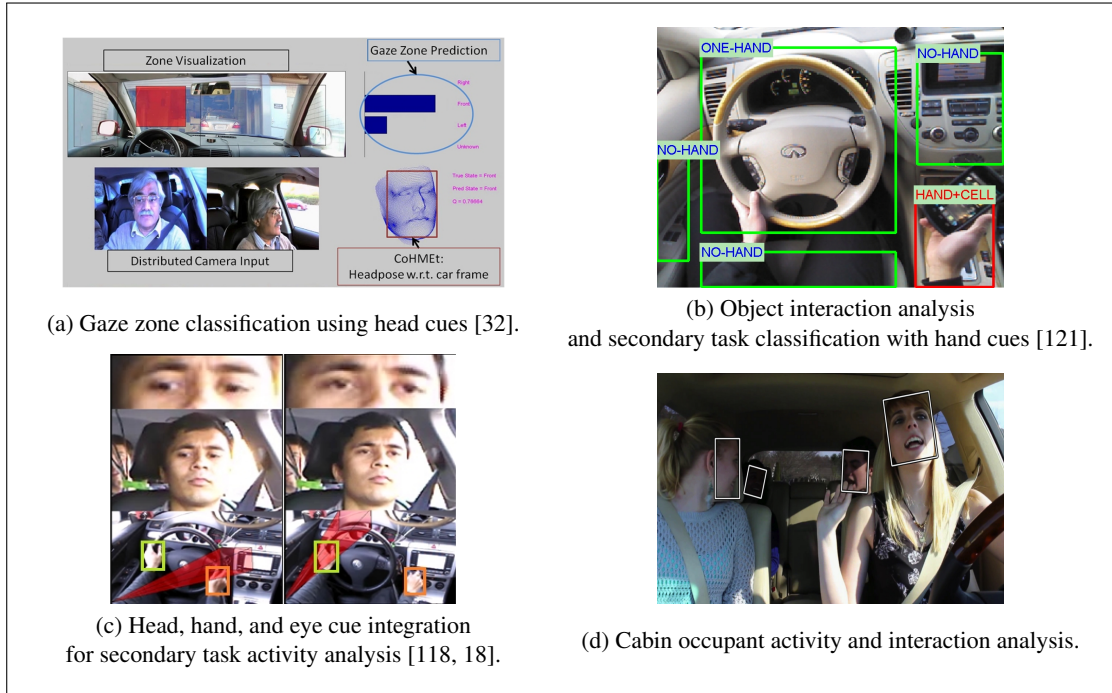 Zone Visualization
Gaze Zone Prediction
Right
Front
Left
Unknown
True State = Front
Pred State = Front
Distributed Camera Input
CoHMEt:
Headpose w.r.t. car frame
(a) Gaze zone classification using head cues [32].
ONE-HAND
NO-HAND
NO-HAND
HAND+CELL
NO-HAND
(b) Object interaction analysis
and secondary task classification with hand cues [121].
(c) Head, hand, and eye cue integration
for secondary task activity analysis [118, 18].
(d) Cabin occupant activity and interaction analysis.